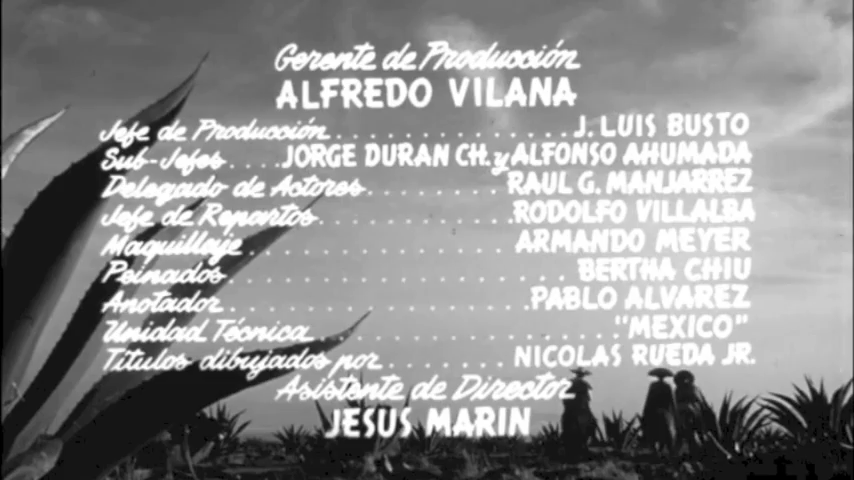 Gerente de Producción
ALFREDO VILANA
Jefe de Producción....................J. LUIS BUSTO
Sub-Jefes....JORGE DURAN CH. y ALFONSO AHUMADA
Delegado de Actores............RAUL G. MANJARREZ
Jefe de Repartos................RODOLFO VILLALBA
Maquillaje.......................ARMANDO MEYER
Peinados.............................BERTHA CHIU
Anotador.........................PABLO ALVAREZ
Unidad Técnica........................"MEXICO"
Titulos dibujados por...........NICOLAS RUEDA JR.
Asistente de Director
JESUS MARIN